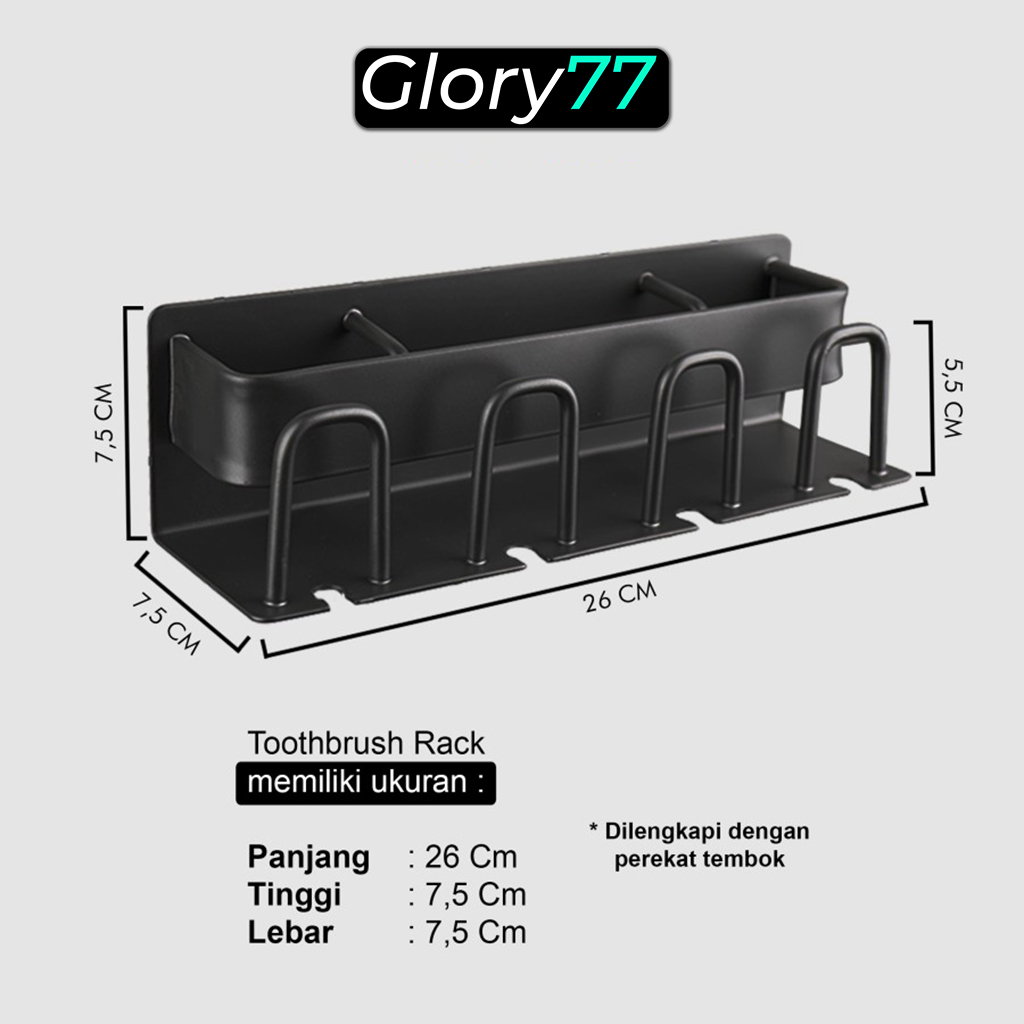 Glory77
7,5 CM
5,5 CM
7,5 CM
26 CM
Toothbrush Rack
memiliki ukuran :
* Dilengkapi dengan
perekat tembok
Panjang : 26 Cm
Tinggi : 7,5 Cm
Lebar : 7,5 Cm